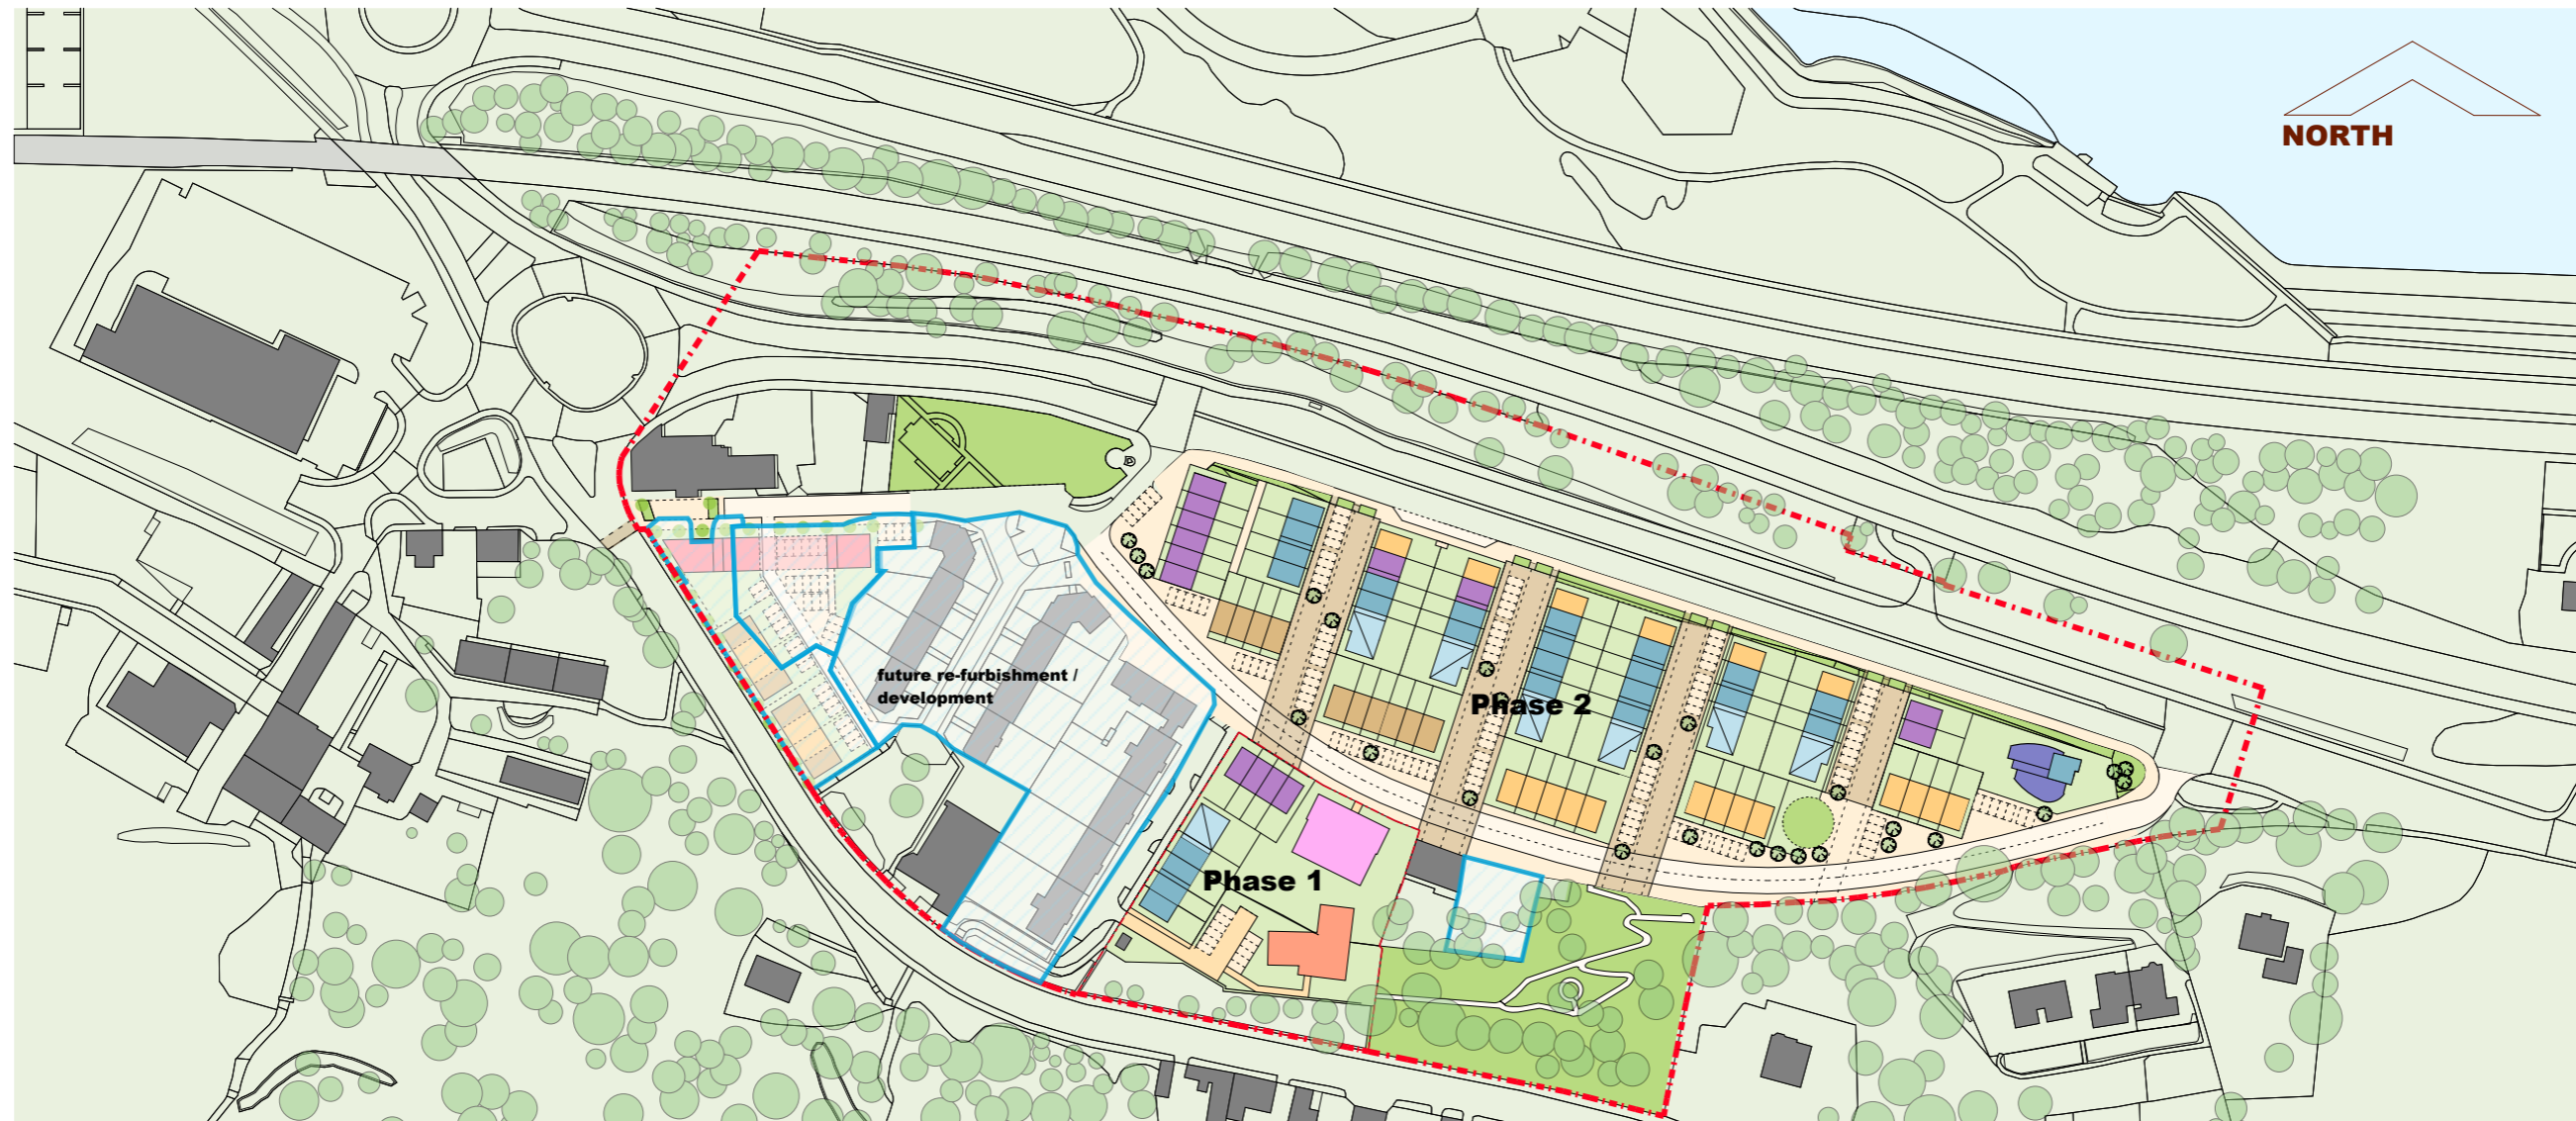 NORTH
future re-furbishment /
development
Phase 2
Phase 1